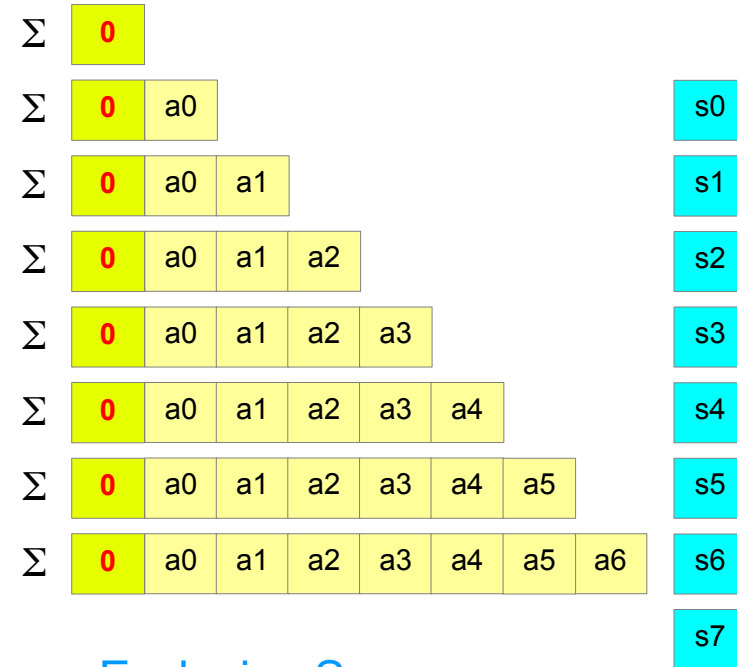 Σ 0
Σ 0 a0 s0
Σ 0 a0 a1 s1
Σ 0 a0 a1 a2 s2
Σ 0 a0 a1 a2 a3 s3
Σ 0 a0 a1 a2 a3 a4 s4
Σ 0 a0 a1 a2 a3 a4 a5 s5
Σ 0 a0 a1 a2 a3 a4 a5 a6 s6
s7